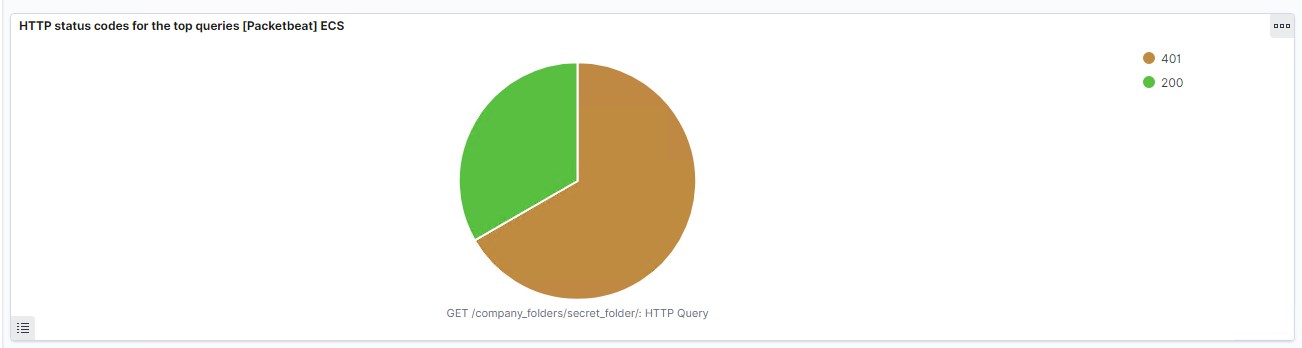 HTTP status codes for the top queries [Packetbeat] ECS
401
200
GET /company_folders/secret_folder/: HTTP Query